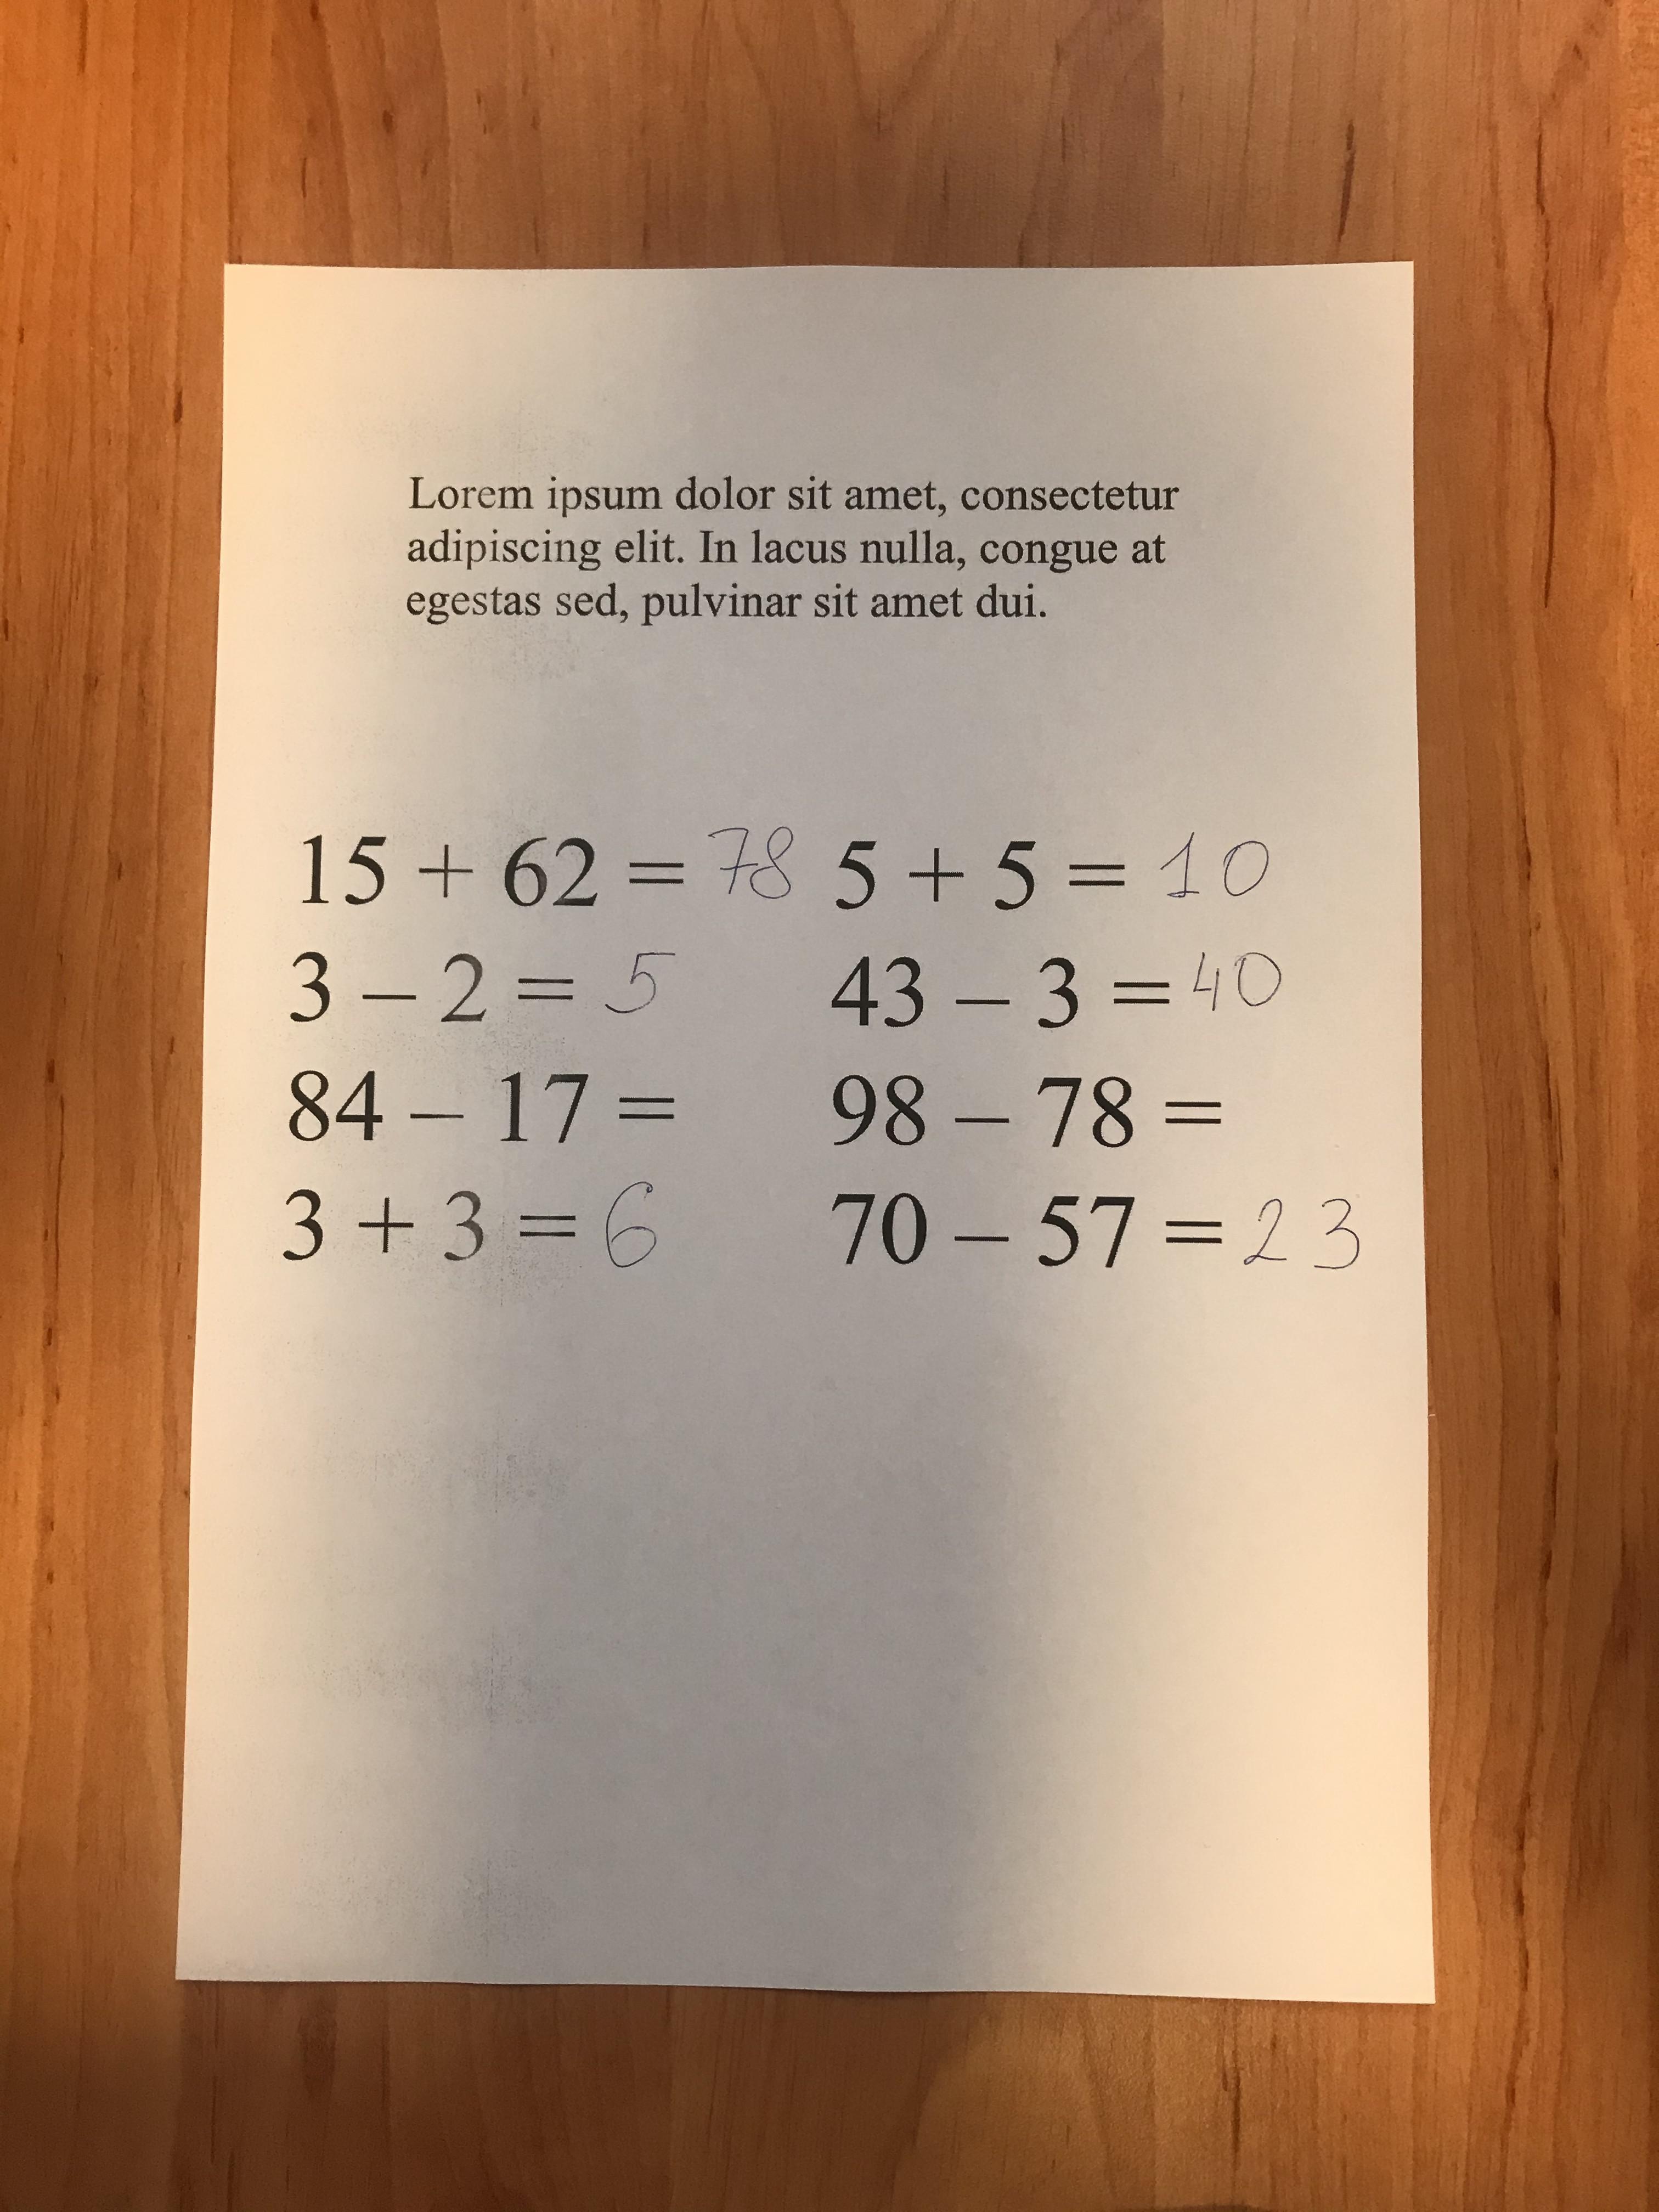 Lorem ipsum dolor sit amet, consectetur
adipiscing elit. In lacus nulla, congue at
egestas sed, pulvinar sit amet dui.
15 + 62 = 78 5 + 5 = 10
3 – 2 = 5 43 – 3 = 40
84 – 17 = 98 – 78 =
3 + 3 = 6 70 – 57 = 23